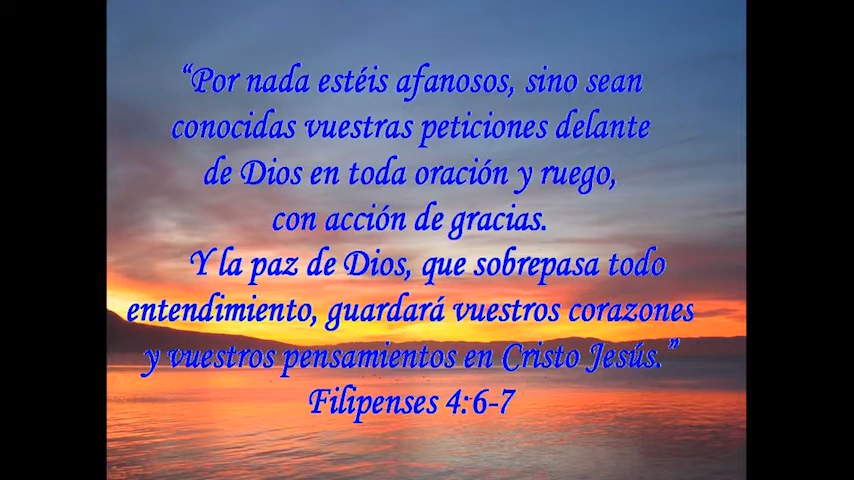 “Por nada estéis afanosos, sino sean
conocidas vuestras peticiones delante
de Dios en toda oración y ruego,
con acción de gracias.
Y la paz de Dios, que sobrepasa todo
entendimiento, guardará vuestros corazones
y vuestros pensamientos en Cristo Jesús.”
Filipenses 4:6-7